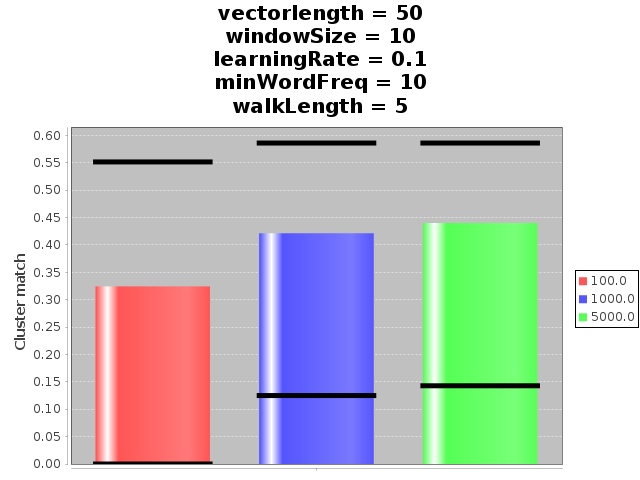 vectorlength = 50
windowSize = 10
learningRate = 0.1
minWordFreq = 10
walkLength = 5
0.60
0.55
0.50
0.45
0.40
0.35
0.30
0.25
0.20
0.15
0.10
0.05
0.00
Cluster match
100.0
1000.0
5000.0